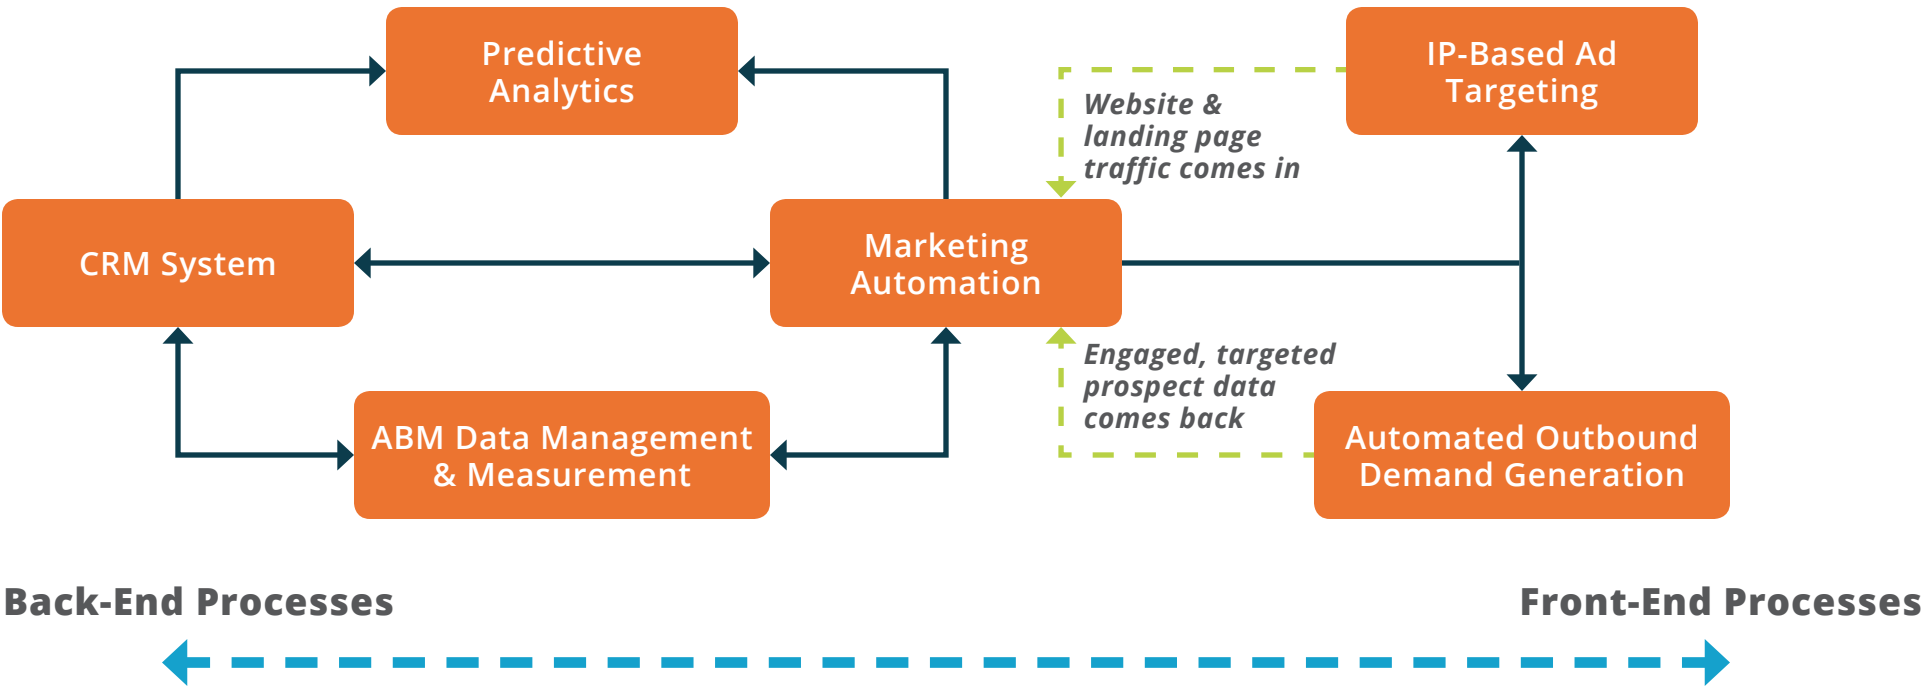 Predictive
Analytics
IP-Based Ad
Targeting
Website &
landing page
traffic comes in
CRM System
Marketing
Automation
Engaged, targeted
prospect data
comes back
ABM Data Management
& Measurement
Automated Outbound
Demand Generation
Back-End Processes
Front-End Processes